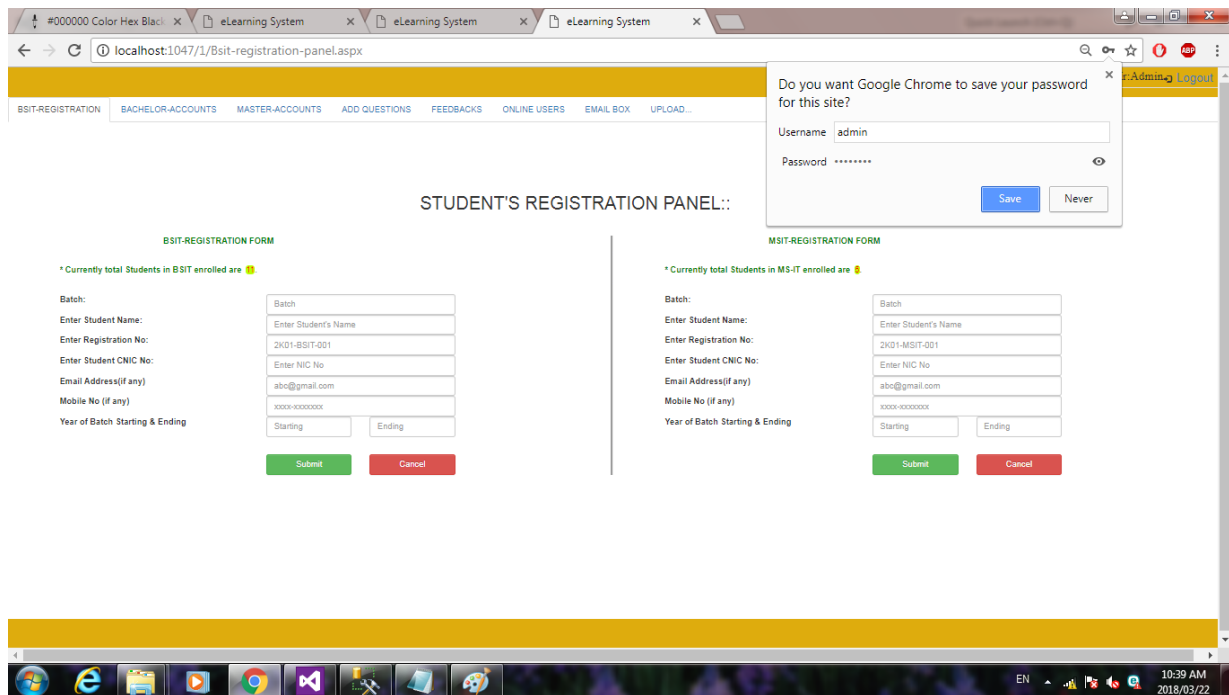 #000000 Color Hex Black
eLearning System
eLearning System
eLearning System
localhost:1047/1/Bsit-registration-panel.aspx
ABP
r:Admin Logout
Do you want Google Chrome to save your password
for this site?
Username admin
Password ••••••••
Save Never
BSIT-REGISTRATION BACHELOR-ACCOUNTS MASTER-ACCOUNTS ADD QUESTIONS FEEDBACKS ONLINE USERS EMAIL BOX UPLOAD...
STUDENT'S REGISTRATION PANEL::
BSIT-REGISTRATION FORM
* Currently total Students in BSIT enrolled are 11.
Batch: Batch
Enter Student Name: Enter Student's Name
Enter Registration No: 2K01-BSIT-001
Enter Student CNIC No: Enter NIC No
Email Address(if any) abc@gmail.com
Mobile No (if any) xxxx-xxxxxxx
Year of Batch Starting & Ending Starting Ending
Submit Cancel
MSIT-REGISTRATION FORM
* Currently total Students in MS-IT enrolled are 5.
Batch: Batch
Enter Student Name: Enter Student's Name
Enter Registration No: 2K01-MSIT-001
Enter Student CNIC No: Enter NIC No
Email Address(if any) abc@gmail.com
Mobile No (if any) xxxx-xxxxxxx
Year of Batch Starting & Ending Starting Ending
Submit Cancel
EN
10:39 AM
2018/03/22